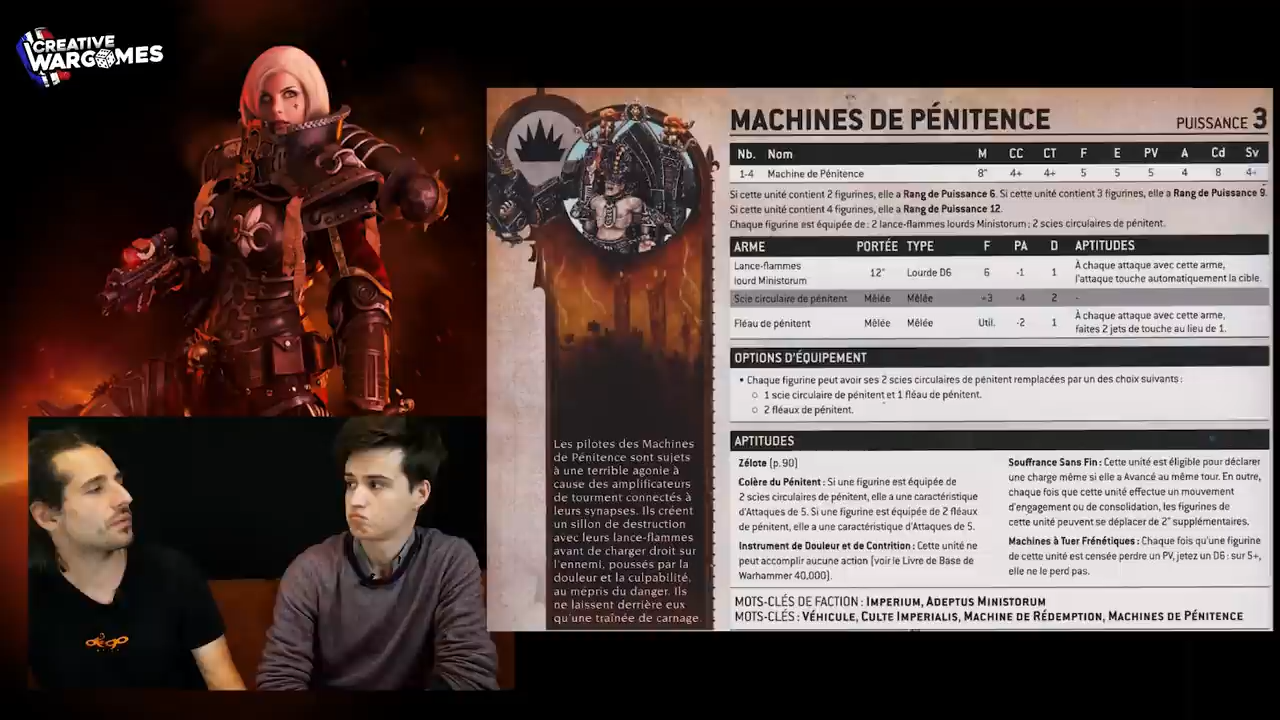 CREATIVE
WARGAMES
MACHINES DE PÉNITENCE
PUISSANCE 3
Nb. Nom M CC CT F E PV A Cd Sv
1-4 Machine de Pénitence 8" 4+ 4+ 5 5 5 4 8 4+
Si cette unité contient 2 figurines, elle a Rang de Puissance 6. Si cette unité contient 3 figurines, elle a Rang de Puissance 9.
Si cette unité contient 4 figurines, elle a Rang de Puissance 12.
Chaque figurine est équipée de : 2 lance-flammes lourds Ministorum ; 2 scies circulaires de pénitent.
ARME PORTÉE TYPE F PA D APTITUDES
Lance-flammes
lourd Ministorum
12" Lourde D6 6 -1 1
À chaque attaque avec cette arme,
l'attaque touche automatiquement la cible.
Scie circulaire de pénitent Mêlée Mêlée +3 -4 2 -
Fléau de pénitent Mêlée Mêlée Util. -2 1
À chaque attaque avec cette arme,
faites 2 jets de touche au lieu de 1.
OPTIONS D'ÉQUIPEMENT
• Chaque figurine peut avoir ses 2 scies circulaires de pénitent remplacées par un des choix suivants :
○ 1 scie circulaire de pénitent et 1 fléau de pénitent.
○ 2 fléaux de pénitent.
APTITUDES
Zélote (p.90)
Colère du Pénitent : Si une figurine est équipée de
2 scies circulaires de pénitent, elle a une caractéristique
d'Attaques de 5. Si une figurine est équipée de 2 fléaux
de pénitent, elle a une caractéristique d'Attaques de 5.
Instrument de Douleur et de Contrition : Cette unité ne
peut accomplir aucune action (voir le Livre de Base de
Warhammer 40,000).
Souffrance Sans Fin : Cette unité est éligible pour déclarer
une charge même si elle a Avancé au même tour. En outre,
chaque fois que cette unité effectue un mouvement
d'engagement ou de consolidation, les figurines de
cette unité peuvent se déplacer de 2" supplémentaires.
Machines à Tuer Frénétiques : Chaque fois qu'une figurine
de cette unité est censée perdre un PV, jetez un D6 : sur 5+,
elle ne le perd pas.
MOTS-CLÉS DE FACTION : IMPERIUM, ADEPTUS MINISTORUM
MOTS-CLÉS : VÉHICULE, CULTE IMPERIALIS, MACHINE DE RÉDEMPTION, MACHINES DE PÉNITENCE
Les pilotes des Machines
de Pénitence sont sujets
à une terrible agonie à
cause des amplificateurs
de tourment connectés à
leurs synapses. Ils créent
un sillon de destruction
avec leurs lance-flammes
avant de charger droit sur
l'ennemi, poussés par la
douleur et la culpabilité,
au mépris du danger. Ils
ne laissent derrière eux
qu'une traînée de carnage.